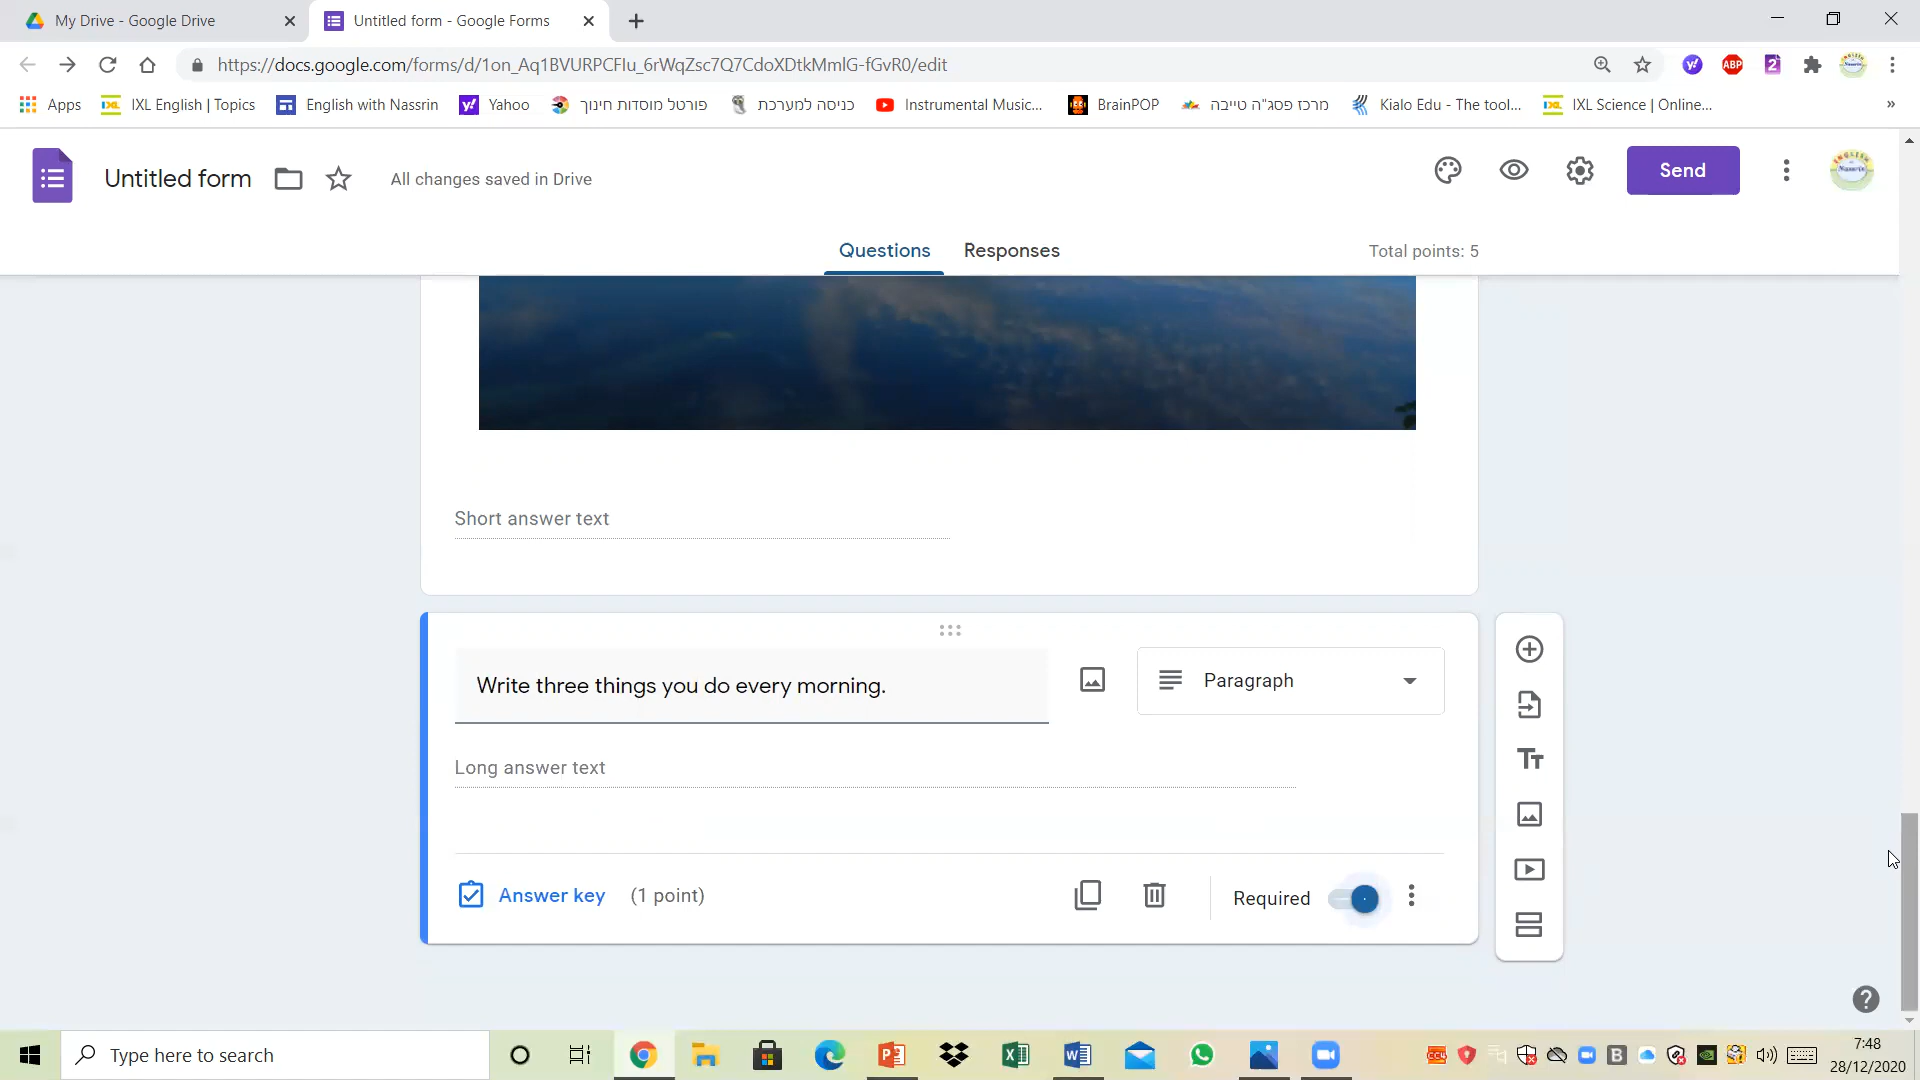 My Drive - Google Drive
Untitled form - Google Forms
https://docs.google.com/forms/d/1on_Aq1BVURPCFIu_6rWqZsc7Q7CdoXDtkMmlG-fGvR0/edit
ABP
Apps
IXL English | Topics
English with Nassrin
Yahoo
פורטל מוסדות חינוך
כניסה למערכת
Instrumental Music...
BrainPOP
מרכז פסג"ה טייבה
Kialo Edu - The tool...
IXL Science | Online...
Untitled form
All changes saved in Drive
Send
Questions
Responses
Total points: 5
Short answer text
Write three things you do every morning.
Paragraph
Long answer text
Answer key
(1 point)
Required
Type here to search
7:48
28/12/2020